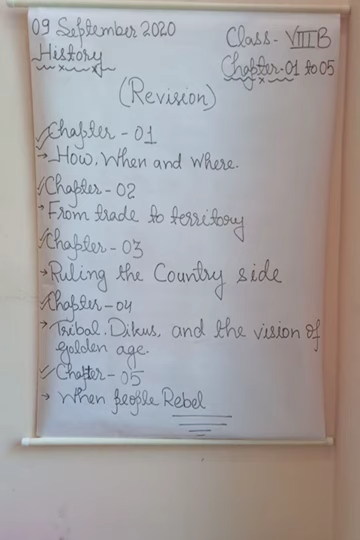 09 September 2020
Class - VIII B
History
Chapter-01 to 05
(Revision)
✓ Chapter - 01
→ How, When and where.
✓ Chapter - 02
→ From trade to territory
✓ Chapter - 03
→ Ruling the Country side
✓ Chapter - 04
→ Tribal, Dikus, and the vision of
golden age.
✓ Chapter - 05
→ When people Rebel